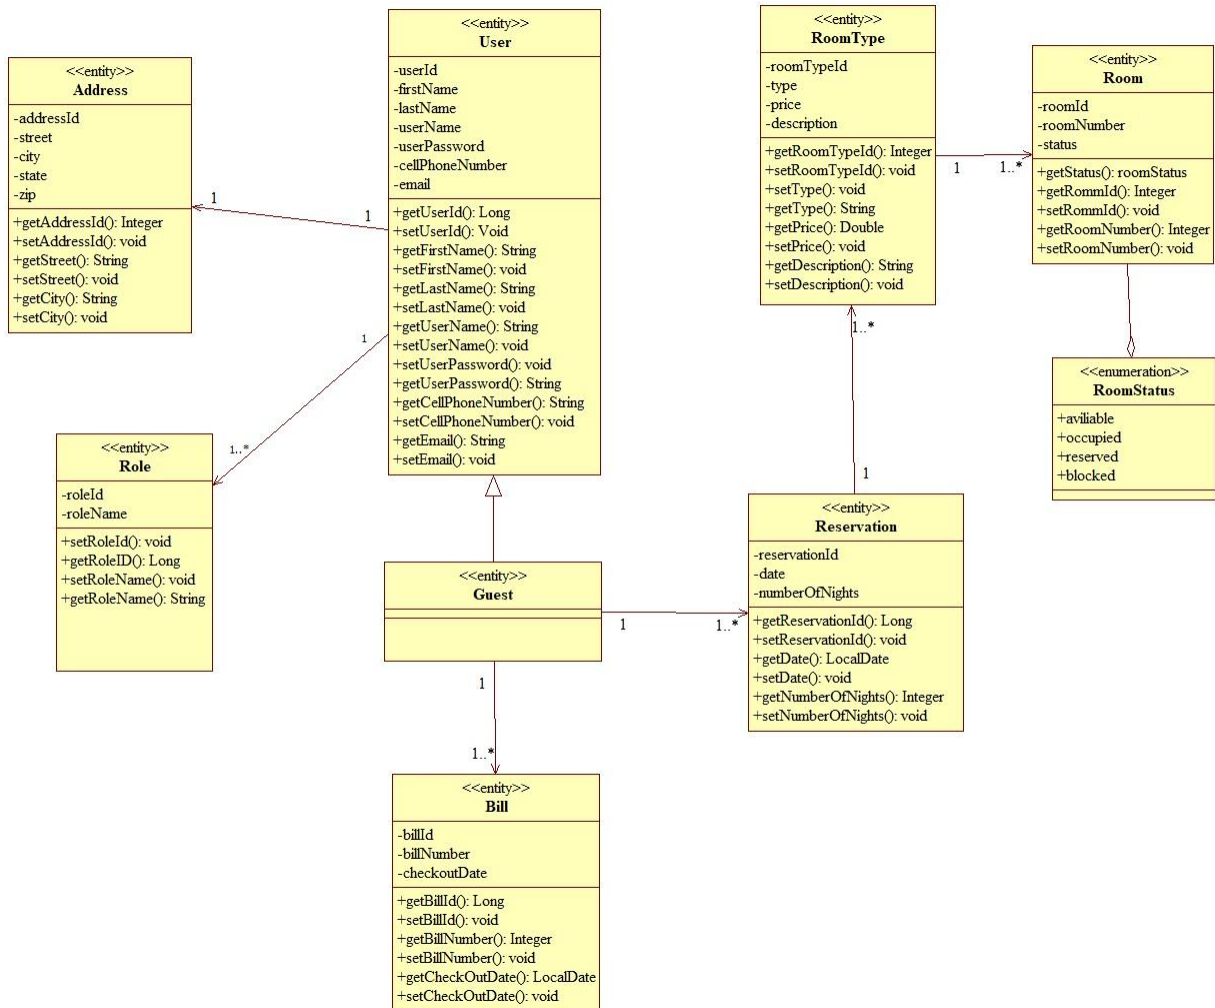 <<entity>>
Address
-addressId
-street
-city
-state
-zip
+getAddressId(): Integer
+setAddressId(): void
+getStreet(): String
+setStreet(): void
+getCity(): String
+setCity(): void
<<entity>>
User
-userId
-firstName
-lastName
-userName
-userPassword
-cellPhoneNumber
-email
+getUserId(): Long
+setUserId(): Void
+getFirstName(): String
+setFirstName(): void
+getLastName(): String
+setLastName(): void
+getUserName(): String
+setUserName(): void
+setUserPassword(): void
+getUserPassword(): String
+getCellPhoneNumber(): String
+setCellPhoneNumber(): void
+getEmail(): String
+setEmail(): void
<<entity>>
RoomType
-roomTypeId
-type
-price
-description
+getRoomTypeId(): Integer
+setRoomTypeId(): void
+setType(): void
+getType(): String
+getPrice(): Double
+setPrice(): void
+getDescription(): String
+setDescription(): void
<<entity>>
Room
-roomId
-roomNumber
-status
+getStatus(): roomStatus
+getRommId(): Integer
+setRommId(): void
+getRoomNumber(): Integer
+setRoomNumber(): void
1
1
1
1..*
1
1..*
1..*
1
<<enumeration>>
RoomStatus
+aviliable
+occupied
+reserved
+blocked
<<entity>>
Role
-roleId
-roleName
+setRoleId(): void
+getRoleID(): Long
+setRoleName(): void
+getRoleName(): String
<<entity>>
Guest
1
1..*
<<entity>>
Reservation
-reservationId
-date
-numberOfNights
+getReservationId(): Long
+setReservationId(): void
+getDate(): LocalDate
+setDate(): void
+getNumberOfNights(): Integer
+setNumberOfNights(): void
1
1..*
<<entity>>
Bill
-billId
-billNumber
-checkoutDate
+getBillId(): Long
+setBillId(): void
+getBillNumber(): Integer
+setBillNumber(): void
+getCheckOutDate(): LocalDate
+setCheckOutDate(): void